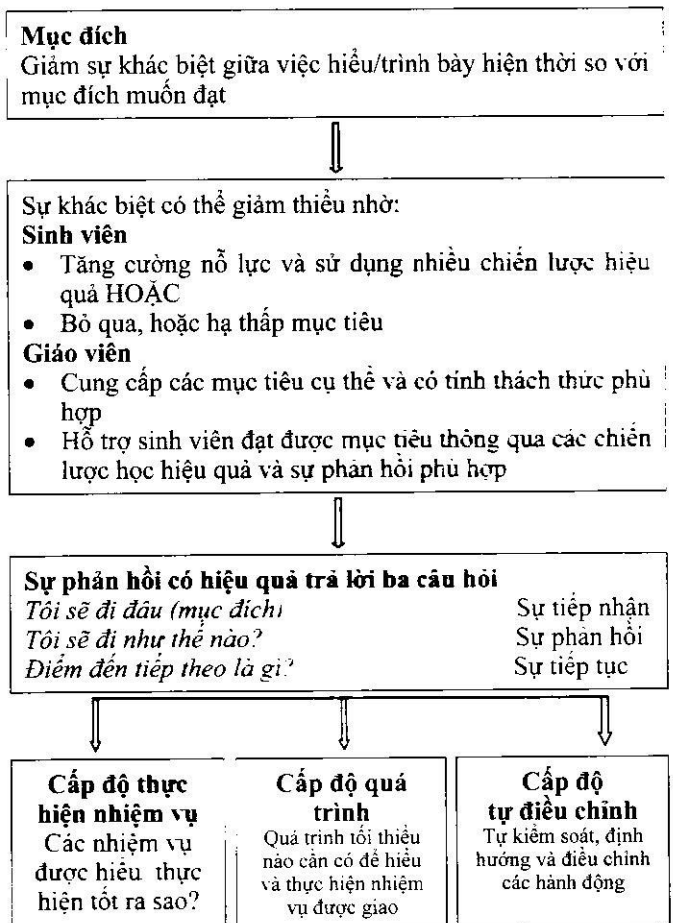 Mục đích
Giảm sự khác biệt giữa việc hiểu/trình bày hiện thời so với
mục đích muốn đạt
Sự khác biệt có thể giảm thiểu nhờ:
Sinh viên
• Tăng cường nỗ lực và sử dụng nhiều chiến lược hiệu
quả HOẶC
• Bỏ qua, hoặc hạ thấp mục tiêu
Giáo viên
• Cung cấp các mục tiêu cụ thể và có tính thách thức phù
hợp
• Hỗ trợ sinh viên đạt được mục tiêu thông qua các chiến
lược học hiệu quả và sự phản hồi phù hợp
Sự phản hồi có hiệu quả trả lời ba câu hỏi
Tôi sẽ đi đâu (mục đích) Sự tiếp nhận
Tôi sẽ đi như thế nào? Sự phản hồi
Điểm đến tiếp theo là gì? Sự tiếp tục
Cấp độ thực
hiện nhiệm vụ
Các nhiệm vụ
được hiểu thực
hiện tốt ra sao?
Cấp độ quá
trình
Quá trình tối thiểu
nào cần có để hiểu
và thực hiện nhiệm
vụ được giao
Cấp độ
tự điều chỉnh
Tự kiểm soát, định
hướng và điều chỉnh
các hành động